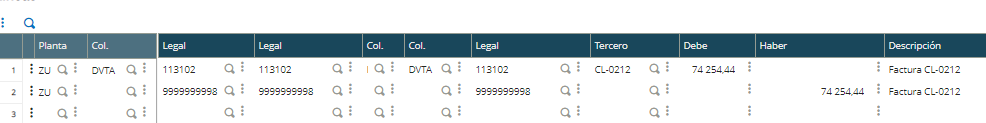 Planta Col. Legal Legal Col. Col. Legal Tercero Debe Haber Descripción
1 ZU DVTA 113102 113102 DVTA 113102 CL-0212 74 254,44 Factura CL-0212
2 ZU 9999999998 9999999998 9999999998 74 254,44 Factura CL-0212
3